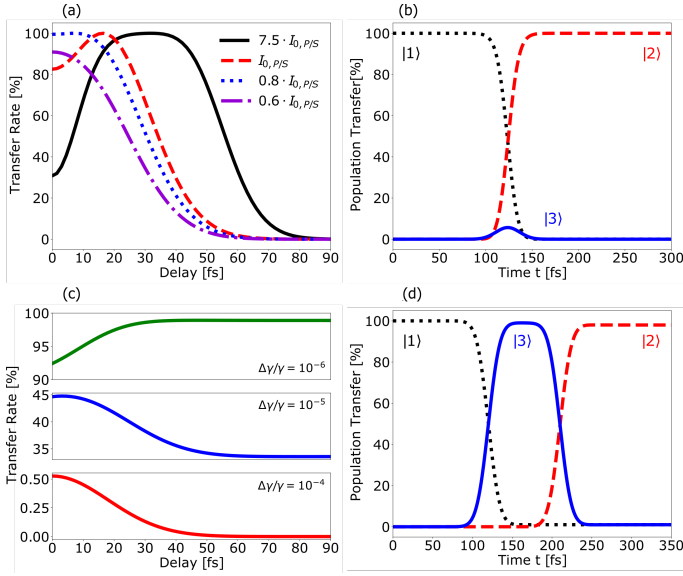 (a)
Transfer Rate [%]
100
80
60
40
20
0
7.5 · I₀,P/S
I₀,P/S
0.8 · I₀,P/S
0.6 · I₀,P/S
0 10 20 30 40 50 60 70 80 90
Delay [fs]
(b)
Population Transfer[%]
100
80
60
40
20
0
|1⟩
|2⟩
|3⟩
0 50 100 150 200 250 300
Time t [fs]
(c)
Transfer Rate [%]
100
95
90
Δγ/γ = 10⁻⁶
45
35
Δγ/γ = 10⁻⁵
0.50
0.25
0.00
Δγ/γ = 10⁻⁴
0 10 20 30 40 50 60 70 80 90
Delay [fs]
(d)
Population Transfer [%]
100
80
60
40
20
0
|1⟩
|3⟩
|2⟩
0 50 100 150 200 250 300 350
Time t [fs]